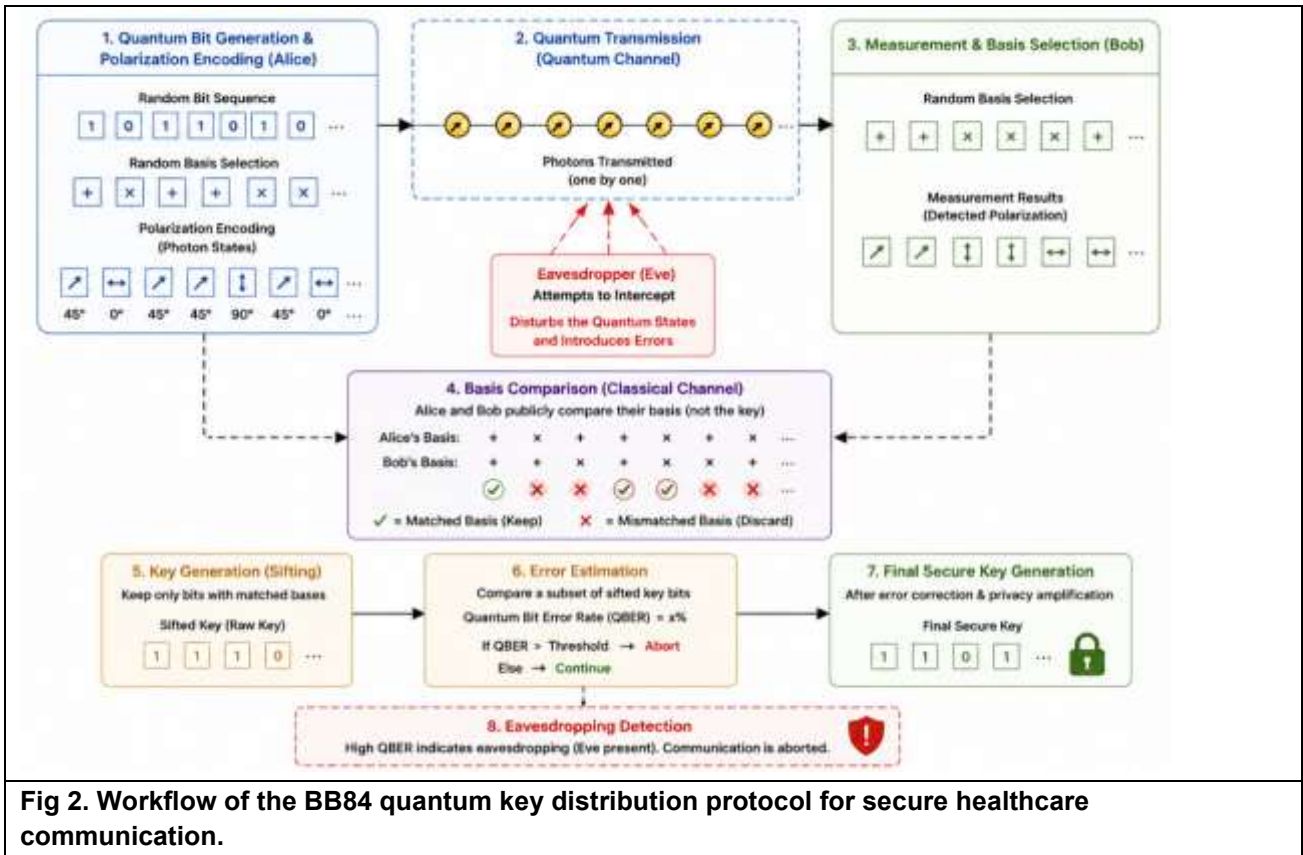 1. Quantum Bit Generation &
Polarization Encoding (Alice)
Random Bit Sequence
1 0 1 1 0 1 0 ...
Random Basis Selection
+ × + + × × ...
Polarization Encoding
(Photon States)
↗ ↔ ↗ ↗ ↕ ↗ ↔ ...
45° 0° 45° 45° 90° 45° 0° ...
2. Quantum Transmission
(Quantum Channel)
...
Photons Transmitted
(one by one)
Eavesdropper (Eve)
Attempts to Intercept
Disturbs the Quantum States
and Introduces Errors
3. Measurement & Basis Selection (Bob)
Random Basis Selection
+ + × × × + ...
Measurement Results
(Detected Polarization)
↗ ↗ ↕ ↕ ↔ ↔ ...
4. Basis Comparison (Classical Channel)
Alice and Bob publicly compare their basis (not the key)
Alice's Basis: + × + + × + × ...
Bob's Basis: + + × + × × + ...
✓ × × ✓ ✓ × × ...
✓ = Matched Basis (Keep) × = Mismatched Basis (Discard)
5. Key Generation (Sifting)
Keep only bits with matched bases
Sifted Key (Raw Key)
1 1 1 0 ...
6. Error Estimation
Compare a subset of sifted key bits
Quantum Bit Error Rate (QBER) = x%
If QBER > Threshold → Abort
Else → Continue
7. Final Secure Key Generation
After error correction & privacy amplification
Final Secure Key
1 1 0 1 ...
8. Eavesdropping Detection
High QBER indicates eavesdropping (Eve present). Communication is aborted.
Fig 2. Workflow of the BB84 quantum key distribution protocol for secure healthcare
communication.